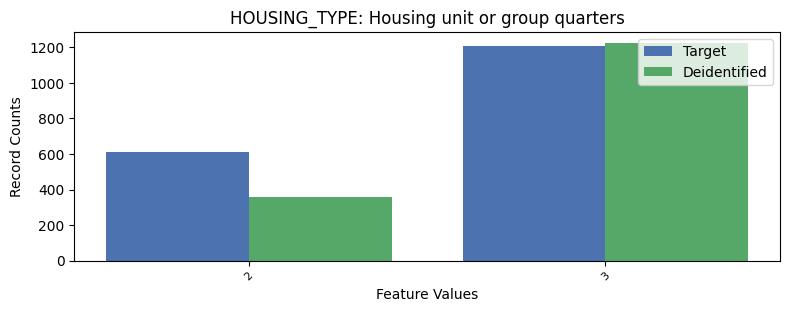 HOUSING_TYPE: Housing unit or group quarters
Target
Deidentified
Record Counts
1200
1000
800
600
400
200
0
2
3
Feature Values